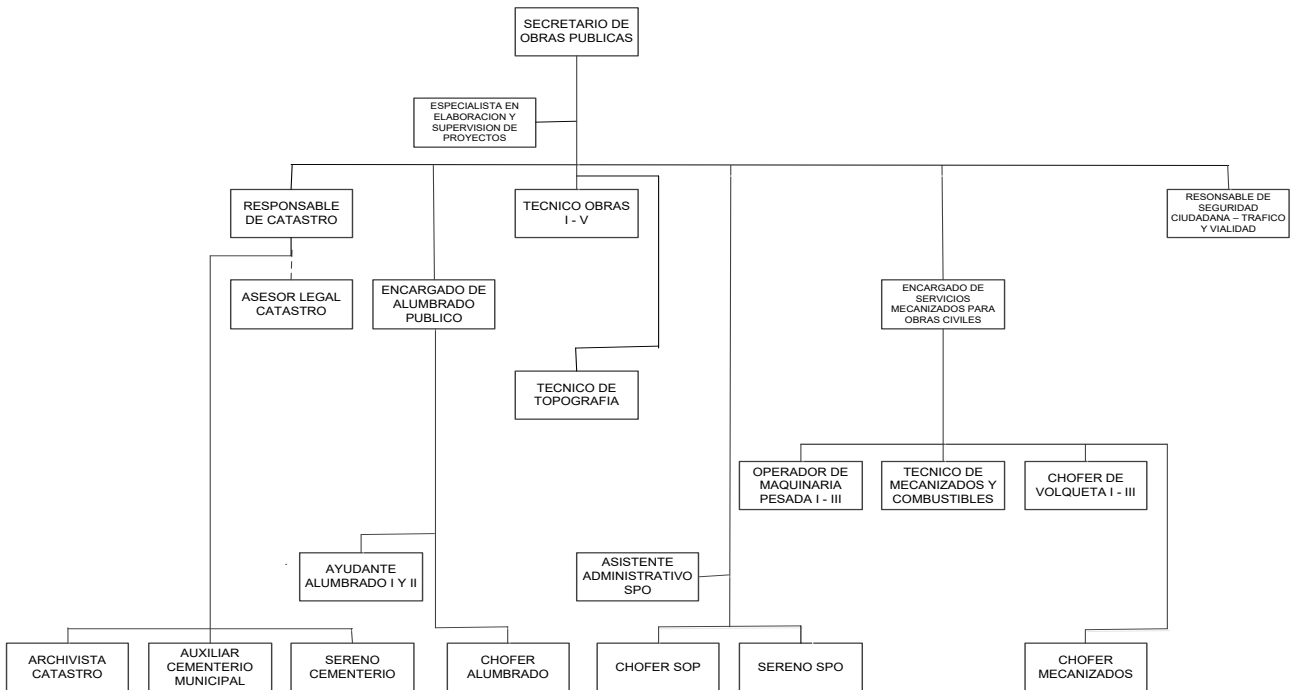 SECRETARIO DE
OBRAS PUBLICAS
ESPECIALISTA EN
ELABORACION Y
SUPERVISION DE
PROYECTOS
RESPONSABLE
DE CATASTRO
TECNICO OBRAS
I - V
RESONSABLE DE
SEGURIDAD
CIUDADANA – TRAFICO
Y VIALIDAD
ASESOR LEGAL
CATASTRO
ENCARGADO DE
ALUMBRADO
PUBLICO
ENCARGADO DE
SERVICIOS
MECANIZADOS PARA
OBRAS CIVILES
TECNICO DE
TOPOGRAFIA
OPERADOR DE
MAQUINARIA
PESADA I - III
TECNICO DE
MECANIZADOS Y
COMBUSTIBLES
CHOFER DE
VOLQUETA I - III
AYUDANTE
ALUMBRADO I Y II
ASISTENTE
ADMINISTRATIVO
SPO
ARCHIVISTA
CATASTRO
AUXILIAR
CEMENTERIO
MUNICIPAL
SERENO
CEMENTERIO
CHOFER
ALUMBRADO
CHOFER SOP
SERENO SPO
CHOFER
MECANIZADOS